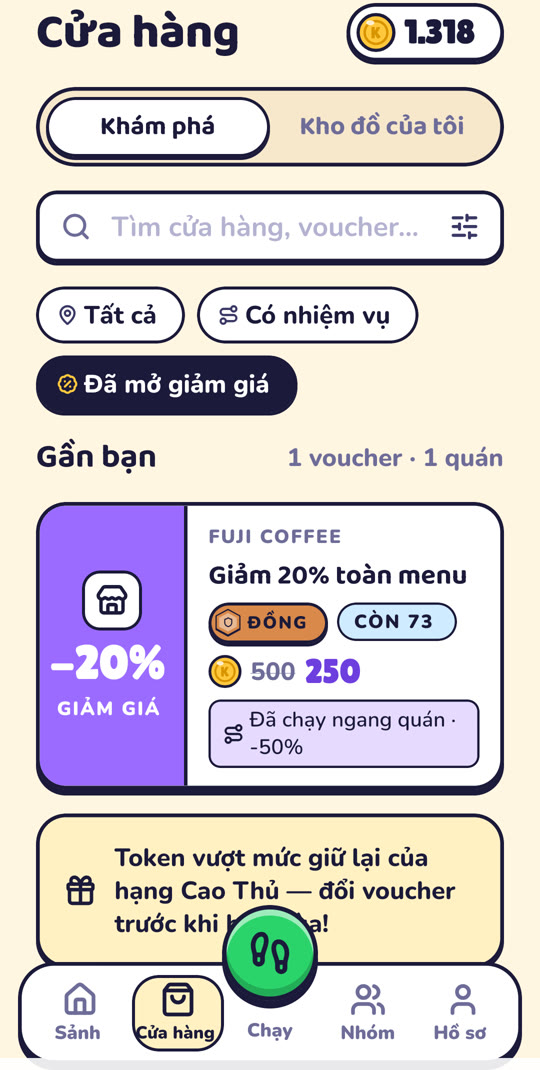 Cửa hàng
K 1.318
Khám phá
Kho đồ của tôi
Tìm cửa hàng, voucher...
Tất cả
Có nhiệm vụ
Đã mở giảm giá
Gần bạn
1 voucher · 1 quán
FUJI COFFEE
Giảm 20% toàn menu
ĐỒNG
CÒN 73
K 500 250
Đã chạy ngang quán ·
-50%
–20%
GIẢM GIÁ
Token vượt mức giữ lại của
hạng Cao Thủ — đổi voucher
trước khi
Sảnh
Cửa hàng
Chạy
Nhóm
Hồ sơ